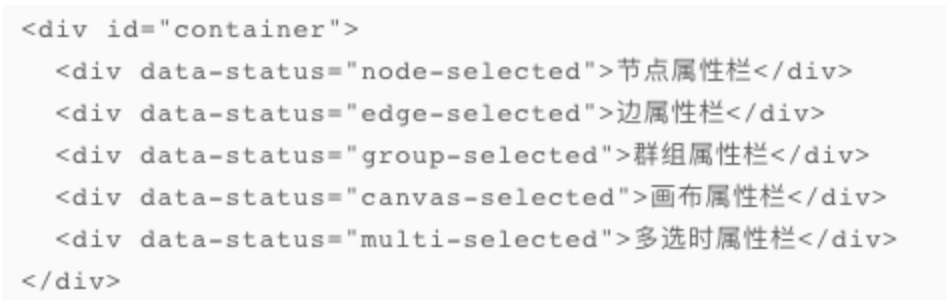 <div id="container">
  <div data-status="node-selected">节点属性栏</div>
  <div data-status="edge-selected">边属性栏</div>
  <div data-status="group-selected">群组属性栏</div>
  <div data-status="canvas-selected">画布属性栏</div>
  <div data-status="multi-selected">多选时属性栏</div>
</div>